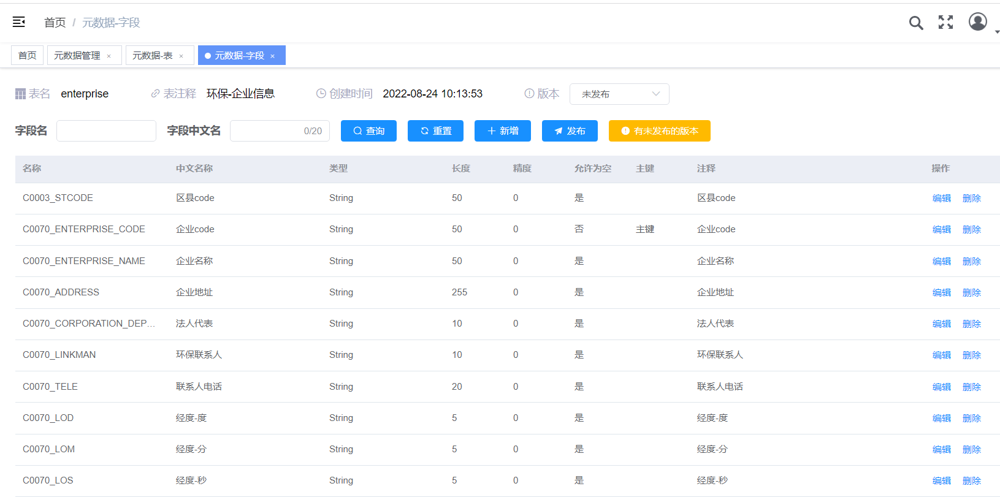 首页 / 元数据-字段
首页 元数据管理 × 元数据-表 × 元数据-字段 ×
表名 enterprise 表注释 环保-企业信息 创建时间 2022-08-24 10:13:53 版本 未发布
字段名 字段中文名 0/20 查询 重置 新增 发布 有未发布的版本
名称 中文名称 类型 长度 精度 允许为空 主键 注释 操作
C0003_STCODE 区县code String 50 0 是 区县code 编辑 删除
C0070_ENTERPRISE_CODE 企业code String 50 0 否 主键 企业code 编辑 删除
C0070_ENTERPRISE_NAME 企业名称 String 50 0 是 企业名称 编辑 删除
C0070_ADDRESS 企业地址 String 255 0 是 企业地址 编辑 删除
C0070_CORPORATION_DEP... 法人代表 String 10 0 是 法人代表 编辑 删除
C0070_LINKMAN 环保联系人 String 10 0 是 环保联系人 编辑 删除
C0070_TELE 联系人电话 String 20 0 是 联系人电话 编辑 删除
C0070_LOD 经度-度 String 5 0 是 经度-度 编辑 删除
C0070_LOM 经度-分 String 5 0 是 经度-分 编辑 删除
C0070_LOS 经度-秒 String 5 0 是 经度-秒 编辑 删除